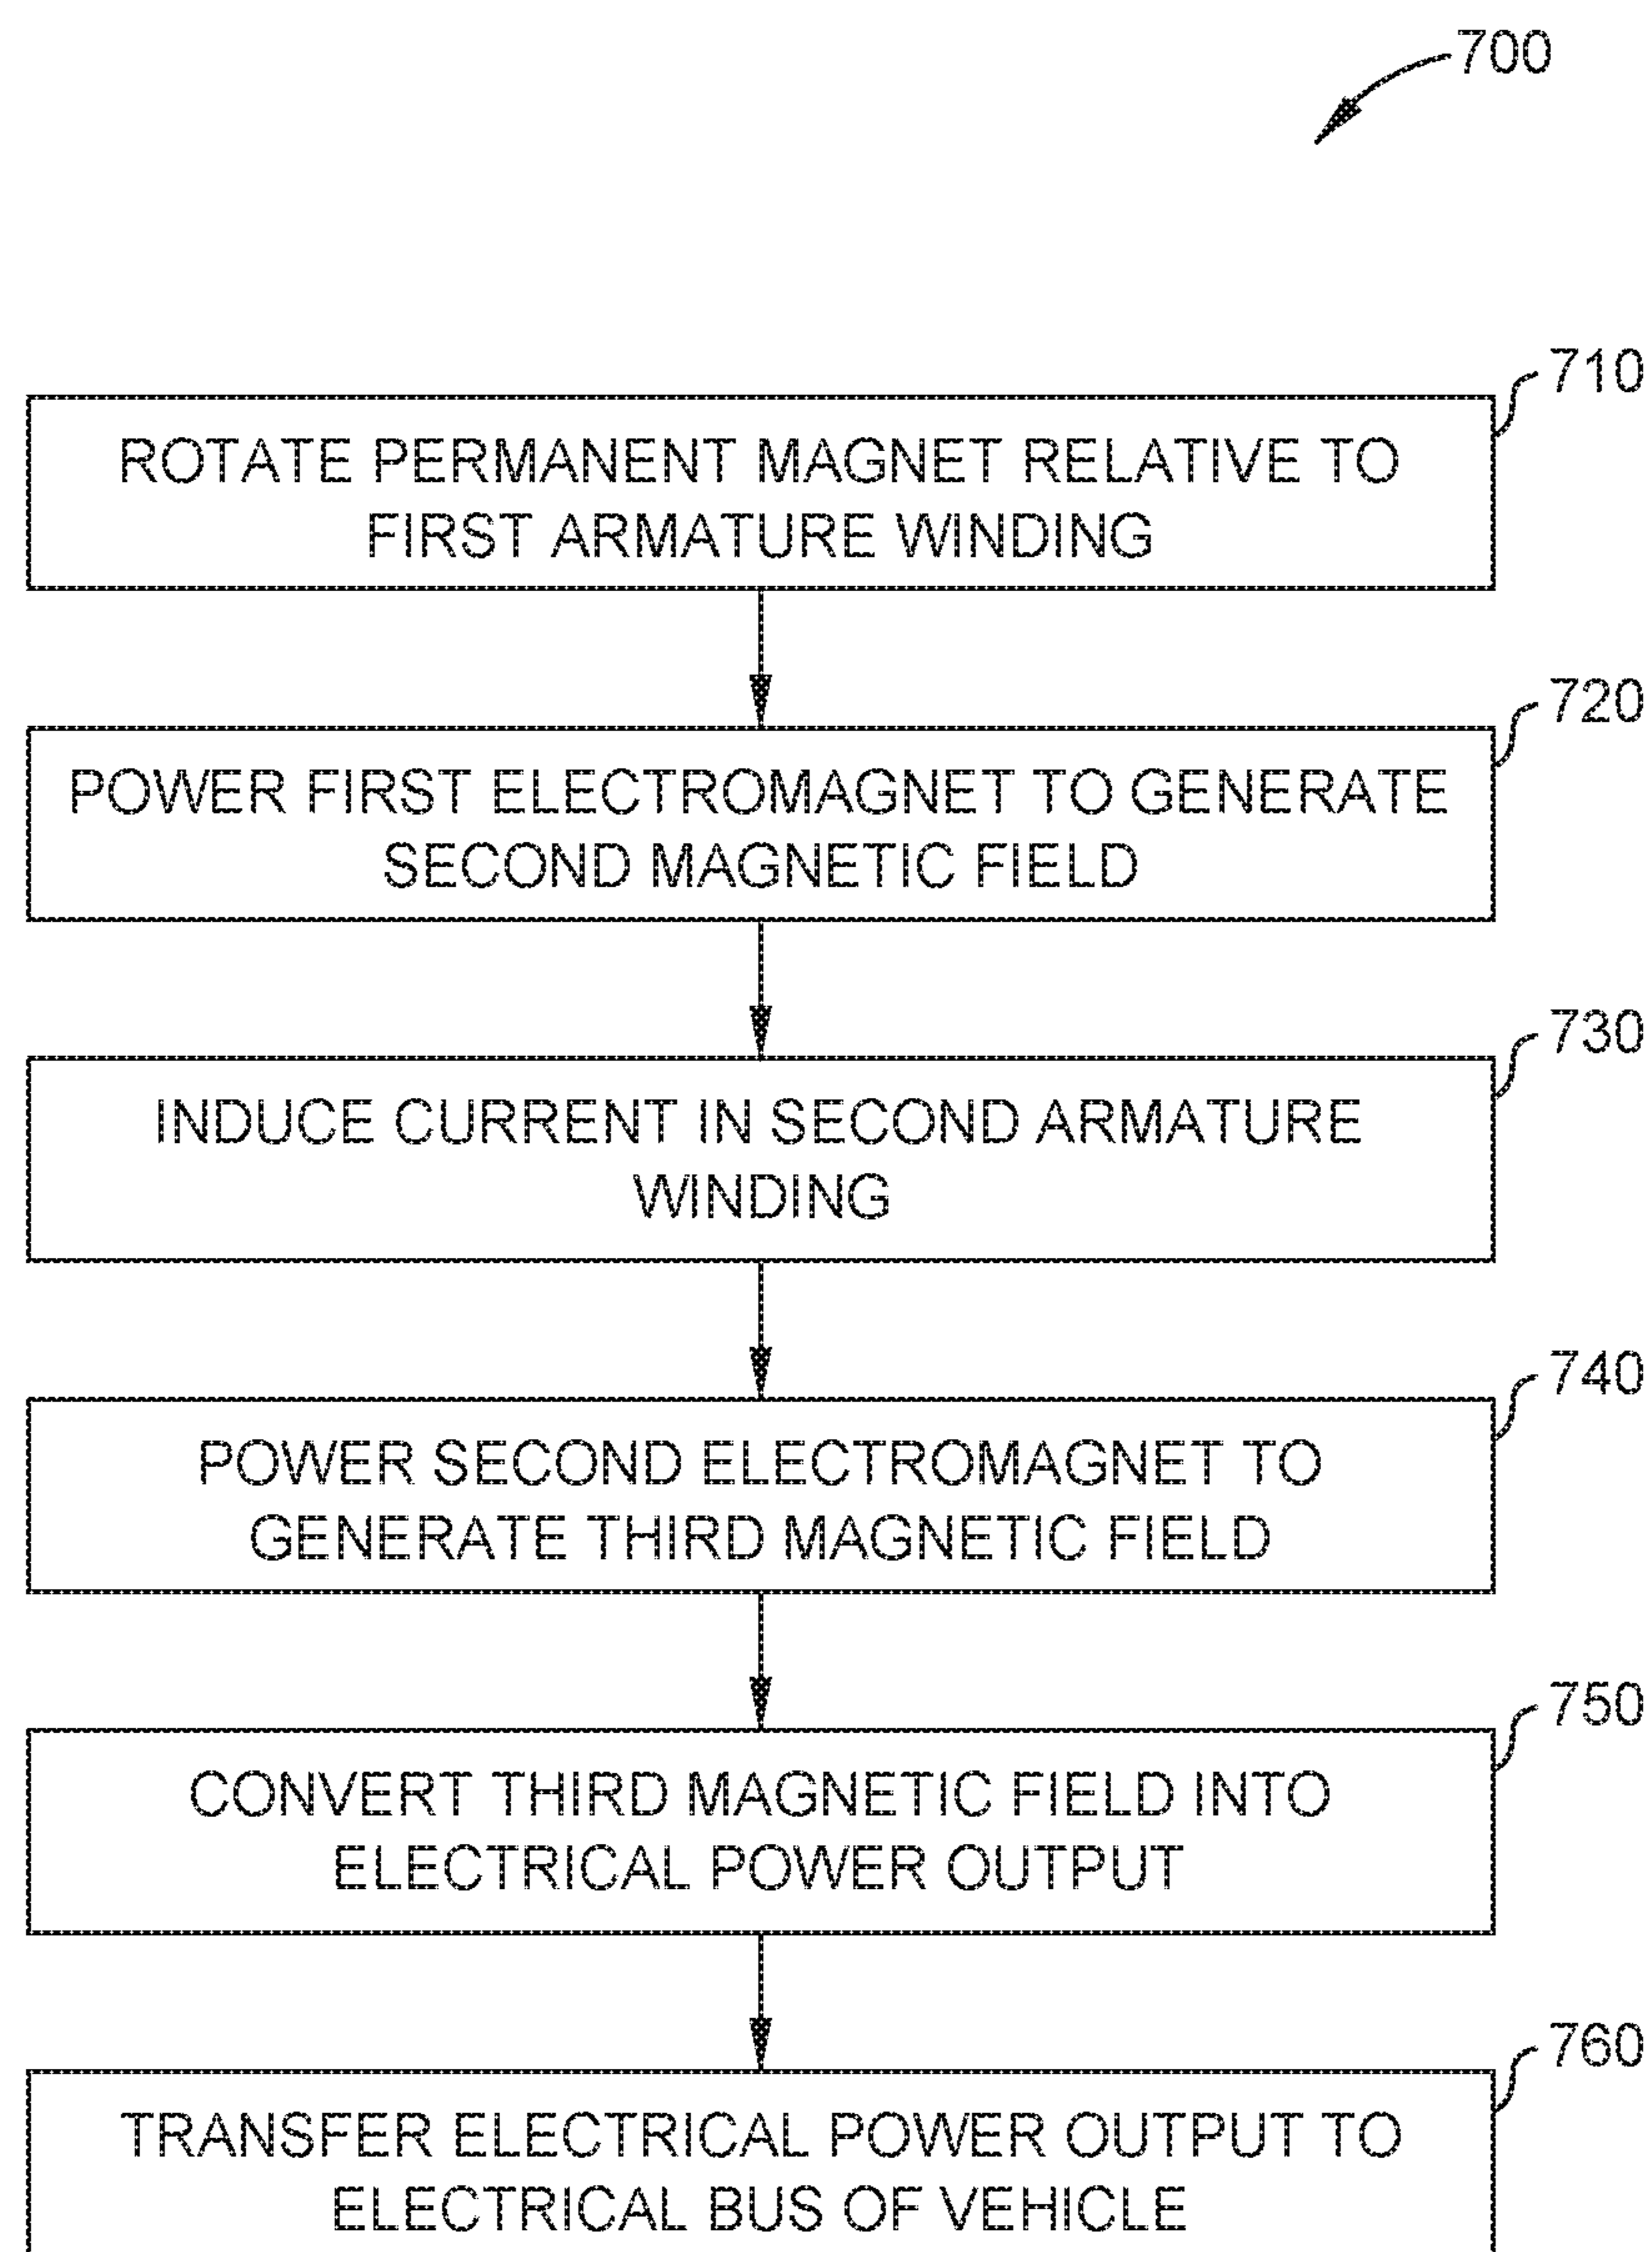 700
710
ROTATE PERMANENT MAGNET RELATIVE TO
FIRST ARMATURE WINDING
720
POWER FIRST ELECTROMAGNET TO GENERATE
SECOND MAGNETIC FIELD
730
INDUCE CURRENT IN SECOND ARMATURE
WINDING
740
POWER SECOND ELECTROMAGNET TO
GENERATE THIRD MAGNETIC FIELD
750
CONVERT THIRD MAGNETIC FIELD INTO
ELECTRICAL POWER OUTPUT
760
TRANSFER ELECTRICAL POWER OUTPUT TO
ELECTRICAL BUS OF VEHICLE